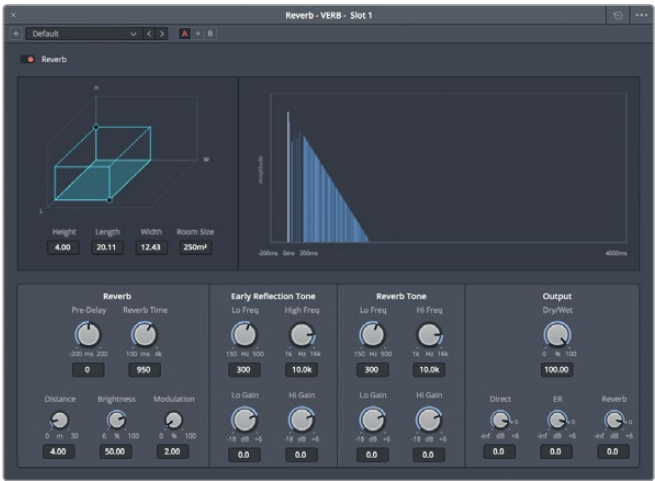 Reverb - VERB - Slot 1
Default
A B
Reverb
H
W
L
Height Length Width Room Size
4.00 20.11 12.43 250m²
Amplitude
-200ms 0ms 200ms 4000ms
Reverb
Pre-Delay Reverb Time
-200 ms 200 100 ms 4k
0 950
Distance Brightness Modulation
0 m 30 6 % 100 0 % 100
4.00 50.00 2.00
Early Reflection Tone
Lo Freq High Freq
150 Hz 500 1k Hz 16k
300 10.0k
Lo Gain Hi Gain
-18 dB +6 -18 dB +6
0.0 0.0
Reverb Tone
Lo Freq Hi Freq
150 Hz 500 1k Hz 16k
300 10.0k
Lo Gain Hi Gain
-18 dB +6 -18 dB +6
0.0 0.0
Output
Dry/Wet
0 % 100
100.00
Direct ER Reverb
0 0 0
-inf dB +6 -inf dB +6 -inf dB +6
0.0 0.0 0.0